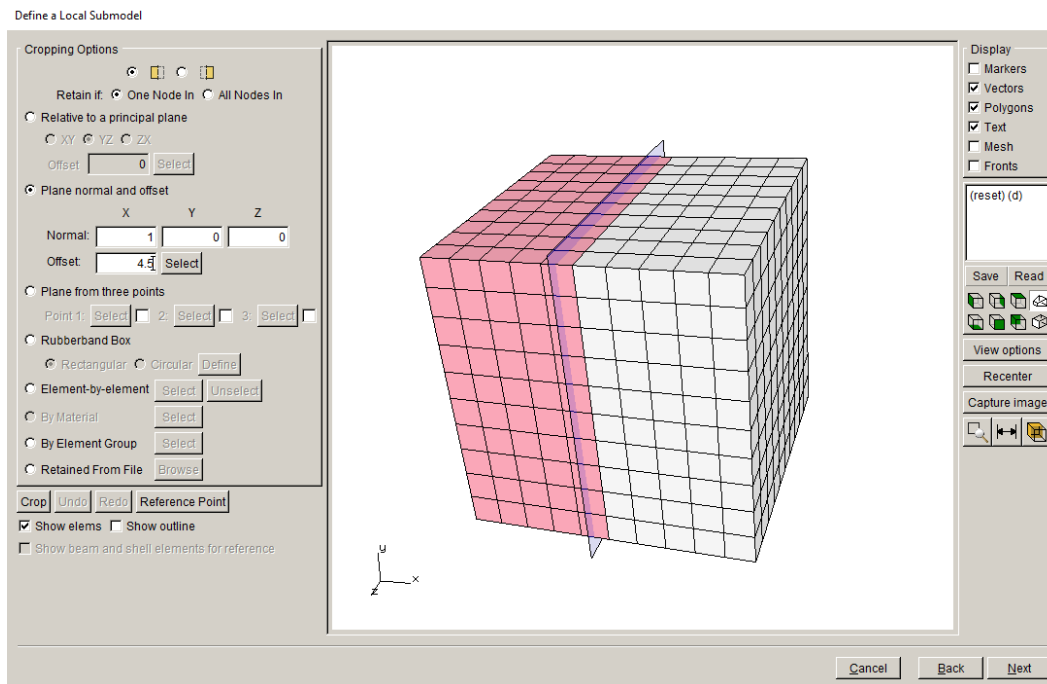 Define a Local Submodel
Cropping Options
Retain if: One Node In All Nodes In
Relative to a principal plane
XY YZ ZX
Offset 0 Select
Plane normal and offset
X Y Z
Normal: 1 0 0
Offset: 4.5 Select
Plane from three points
Point 1: Select 2: Select 3: Select
Rubberband Box
Rectangular Circular Define
Element-by-element Select Unselect
By Material Select
By Element Group Select
Retained From File Browse
Crop Undo Redo Reference Point
Show elems Show outline
Show beam and shell elements for reference
y
x
z
Display
Markers
Vectors
Polygons
Text
Mesh
Fronts
(reset) (d)
Save Read
View options
Recenter
Capture image
Cancel Back Next